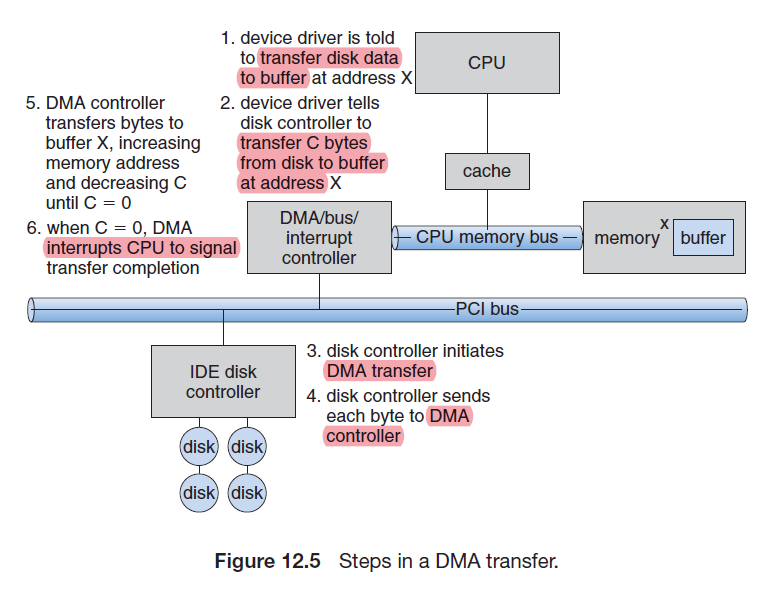 1. device driver is told
to transfer disk data
to buffer at address X
CPU
5. DMA controller
transfers bytes to
buffer X, increasing
memory address
and decreasing C
until C = 0
2. device driver tells
disk controller to
transfer C bytes
from disk to buffer
at address X
cache
6. when C = 0, DMA
interrupts CPU to signal
transfer completion
DMA/bus/
interrupt
controller
CPU memory bus
memory
X
buffer
PCI bus
IDE disk
controller
3. disk controller initiates
DMA transfer
4. disk controller sends
each byte to DMA
controller
disk disk
disk disk
Figure 12.5 Steps in a DMA transfer.